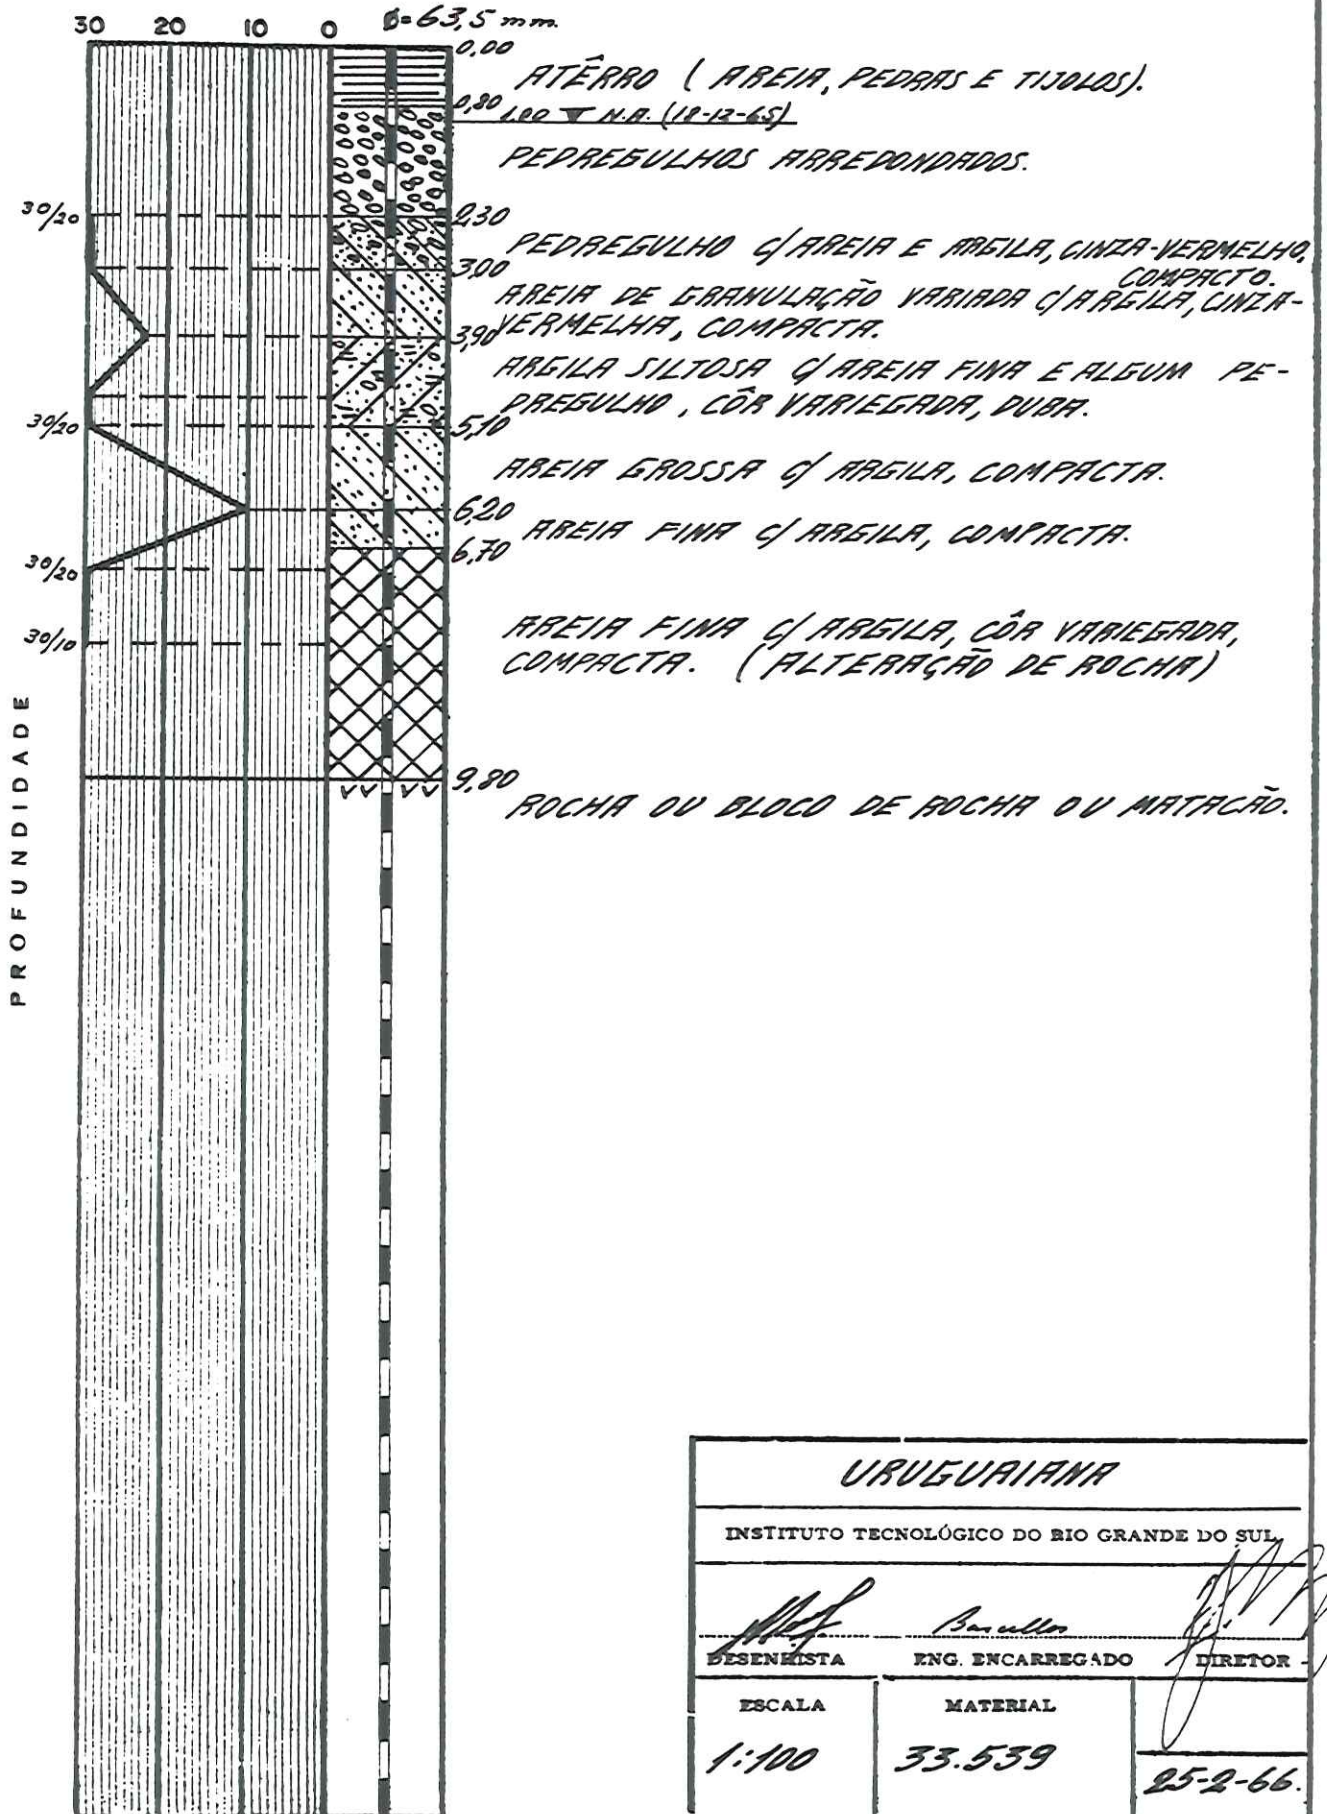 30 20 10 0 Ø=63,5 mm.
0,00
ATÊRRO (AREIA, PEDRAS E TIJOLOS).
0,80
1,00 ▼ N.A. (18-12-65)
PEDREGULHOS ARREDONDADOS.
30/20
2,30
PEDREGULHO C/AREIA E ARGILA, CINZA-VERMELHO,
COMPACTO.
3,00
AREIA DE GRANULAÇÃO VARIADA C/ARGILA, CINZA-
VERMELHA, COMPACTA.
3,90
ARGILA SILTOSA C/AREIA FINA E ALGUM PE-
DREGULHO, CÔR VARIEGADA, DURA.
30/20
5,10
AREIA GROSSA C/ ARGILA, COMPACTA.
6,20
AREIA FINA C/ ARGILA, COMPACTA.
6,70
30/20
30/10
AREIA FINA C/ ARGILA, CÔR VARIEGADA,
COMPACTA. (ALTERAÇÃO DE ROCHA)
PROFUNDIDADE
9,80
ROCHA OU BLOCO DE ROCHA OU MATACÃO.
URUGUAIANA
INSTITUTO TECNOLÓGICO DO RIO GRANDE DO SUL
DESENHISTA ENG. ENCARREGADO DIRETOR
ESCALA MATERIAL
1:100 33.539
25-2-66.